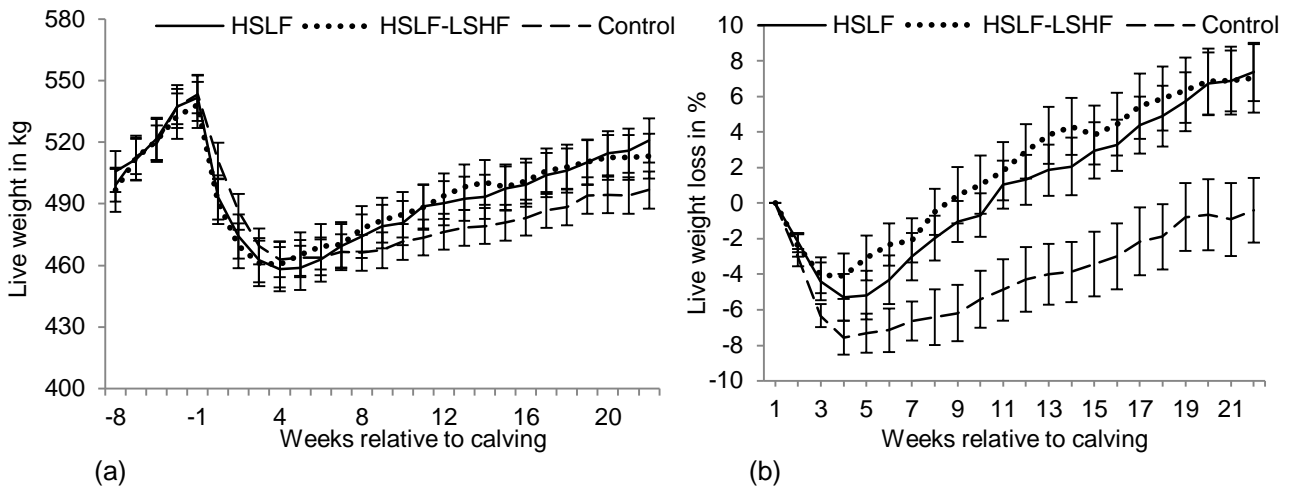 HSLF HSLF-LSHF Control
Live weight in kg
580
550
520
490
460
430
400
-8 -1 4 8 12 16 20
Weeks relative to calving
(a)
HSLF HSLF-LSHF Control
Live weight loss in %
10
8
6
4
2
0
-2
-4
-6
-8
-10
1 3 5 7 9 11 13 15 17 19 21
Weeks relative to calving
(b)